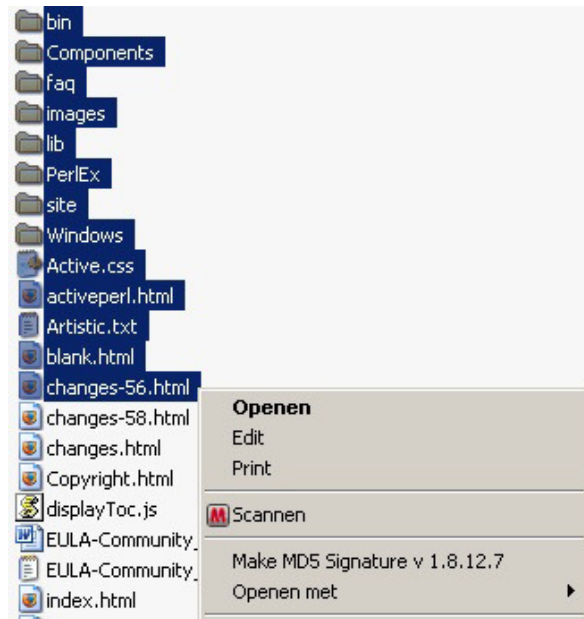 bin
Components
faq
images
lib
PerlEx
site
Windows
Active.css
activeperl.html
Artistic.txt
blank.html
changes-56.html
changes-58.html
changes.html
Copyright.html
displayToc.js
EULA-Community_
EULA-Community_
index.html
Openen
Edit
Print
Scannen
Make MD5 Signature v 1.8.12.7
Openen met